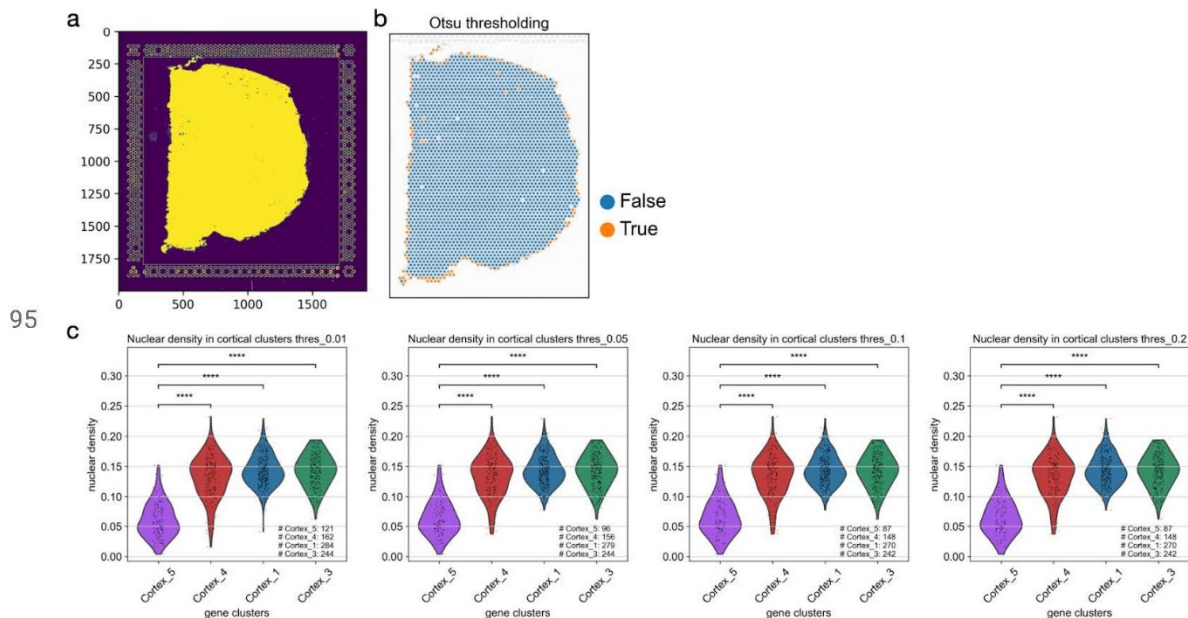 a
0
250
500
750
1000
1250
1500
1750
0 500 1000 1500
b
Otsu thresholding
False
True
95
c
Nuclear density in cortical clusters thres_0.01
nuclear density
0.30
0.25
0.20
0.15
0.10
0.05
0.00
****
****
****
# Cortex_5: 121
# Cortex_4: 162
# Cortex_1: 284
# Cortex_3: 244
Cortex_5 Cortex_4 Cortex_1 Cortex_3
gene clusters
Nuclear density in cortical clusters thres_0.05
nuclear density
0.30
0.25
0.20
0.15
0.10
0.05
0.00
****
****
****
# Cortex_5: 96
# Cortex_4: 156
# Cortex_1: 279
# Cortex_3: 244
Cortex_5 Cortex_4 Cortex_1 Cortex_3
gene clusters
Nuclear density in cortical clusters thres_0.1
nuclear density
0.30
0.25
0.20
0.15
0.10
0.05
0.00
****
****
****
# Cortex_5: 87
# Cortex_4: 148
# Cortex_1: 270
# Cortex_3: 242
Cortex_5 Cortex_4 Cortex_1 Cortex_3
gene clusters
Nuclear density in cortical clusters thres_0.2
nuclear density
0.30
0.25
0.20
0.15
0.10
0.05
0.00
****
****
****
# Cortex_5: 87
# Cortex_4: 148
# Cortex_1: 270
# Cortex_3: 242
Cortex_5 Cortex_4 Cortex_1 Cortex_3
gene clusters